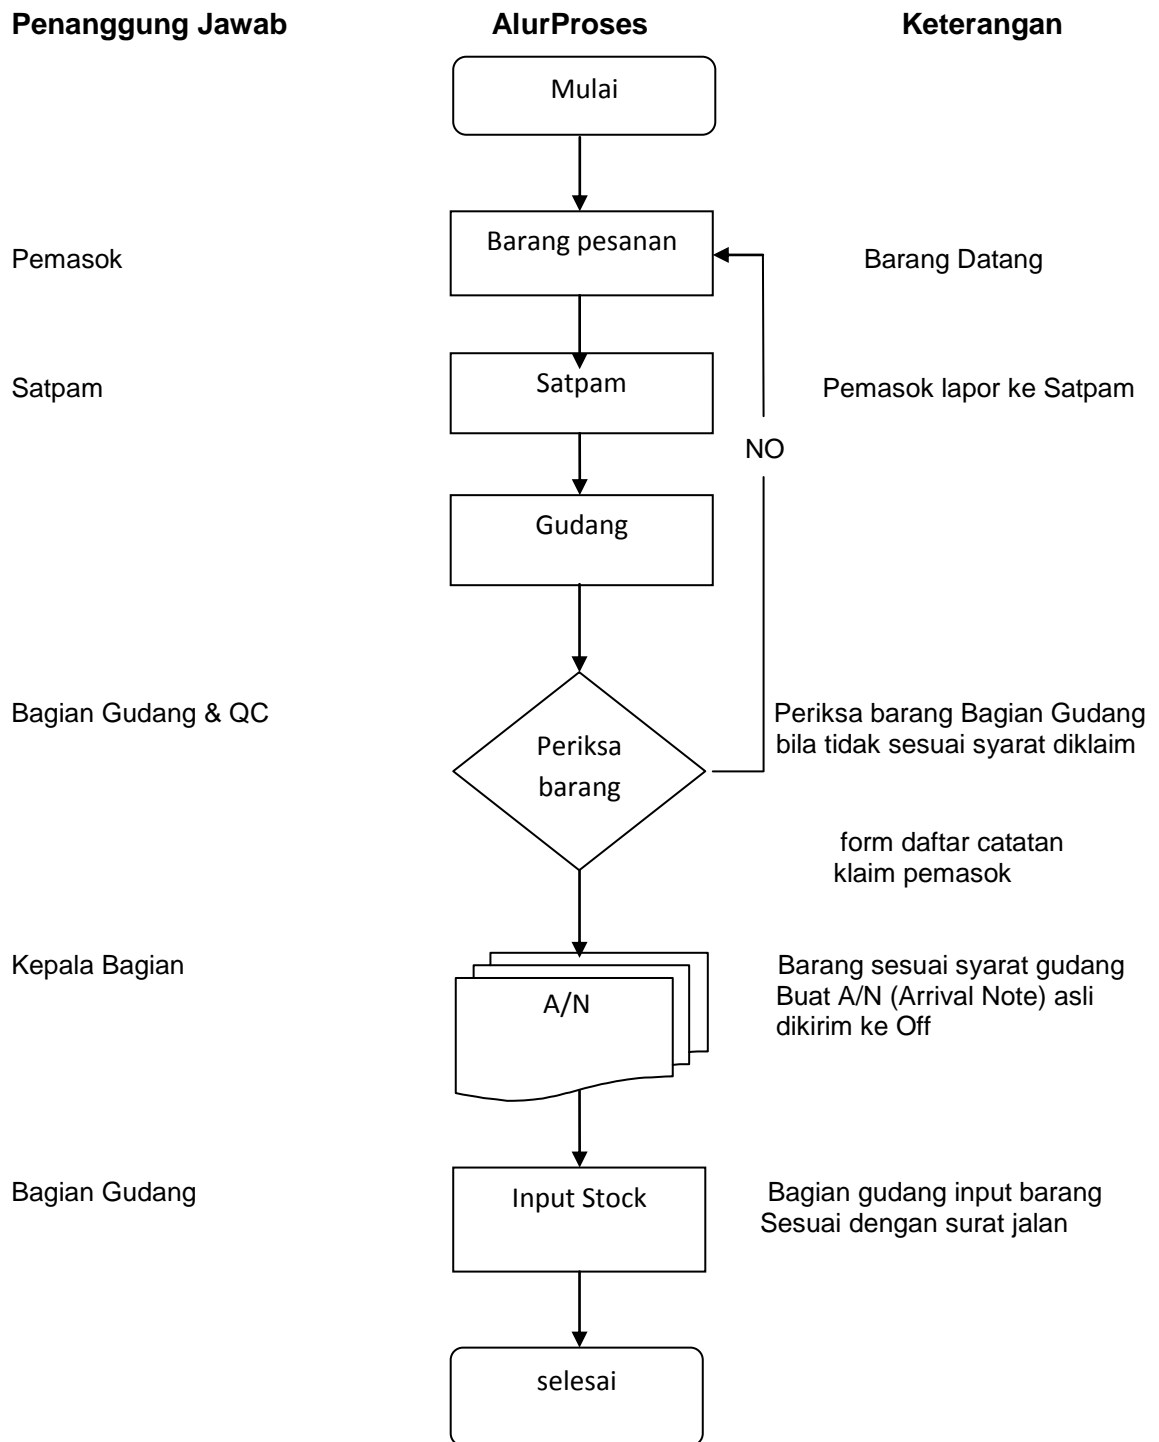 Penanggung Jawab AlurProses Keterangan
Mulai
Barang pesanan
Pemasok Barang Datang
Satpam Satpam Pemasok lapor ke Satpam
NO
Gudang
Bagian Gudang & QC Periksa barang Bagian Gudang
Periksa bila tidak sesuai syarat diklaim
barang
form daftar catatan
klaim pemasok
Kepala Bagian Barang sesuai syarat gudang
A/N Buat A/N (Arrival Note) asli
dikirim ke Off
Bagian Gudang Input Stock Bagian gudang input barang
Sesuai dengan surat jalan
selesai